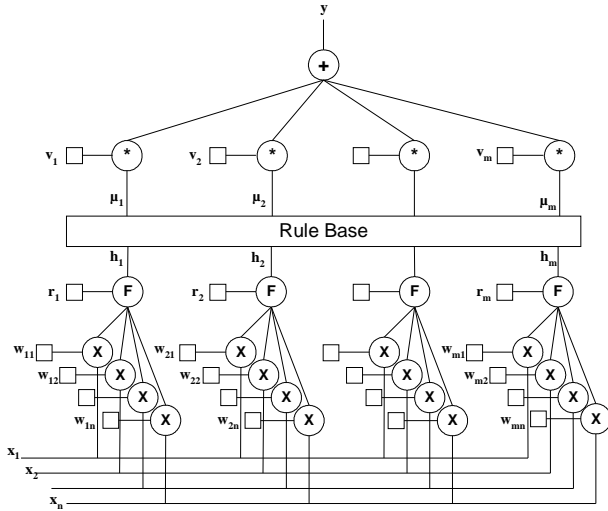 y
+
v₁ * v₂ * * vₘ *
μ₁ μ₂ μₘ
Rule Base
h₁ h₂ hₘ
r₁ F r₂ F F rₘ F
w₁₁ X w₂₁ X X wₘ₁ X
w₁₂ X w₂₂ X X wₘ₂ X
X X X X
w₁ₙ X w₂ₙ X X wₘₙ X
x₁
x₂
xₙ